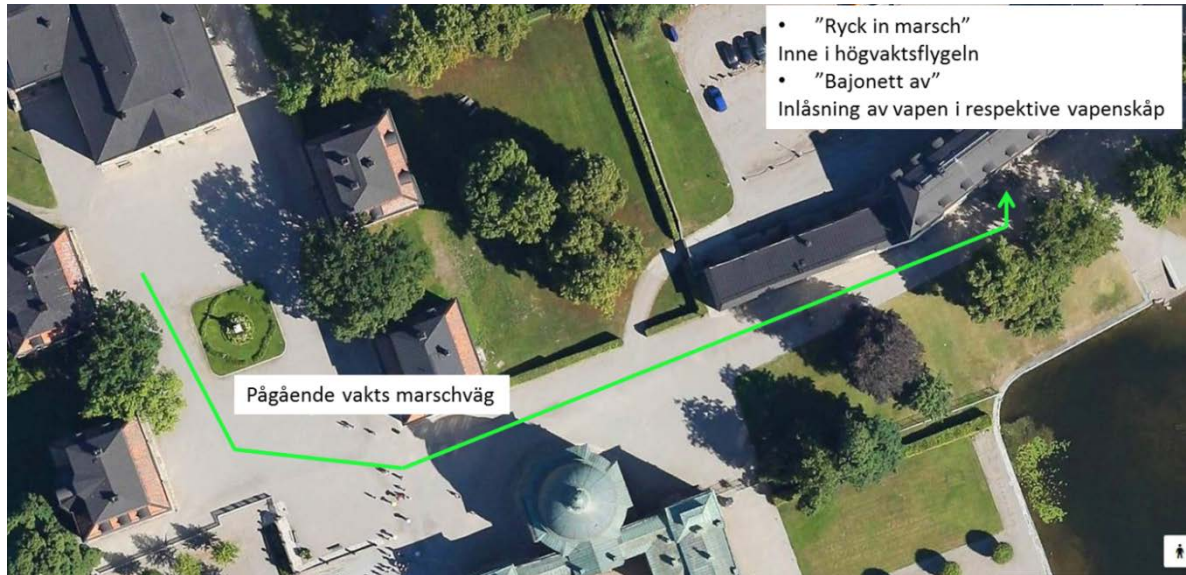 • ”Ryck in marsch”
Inne i högvaktsflygeln
• ”Bajonett av”
Inlåsning av vapen i respektive vapenskåp
Pågående vakts marschväg